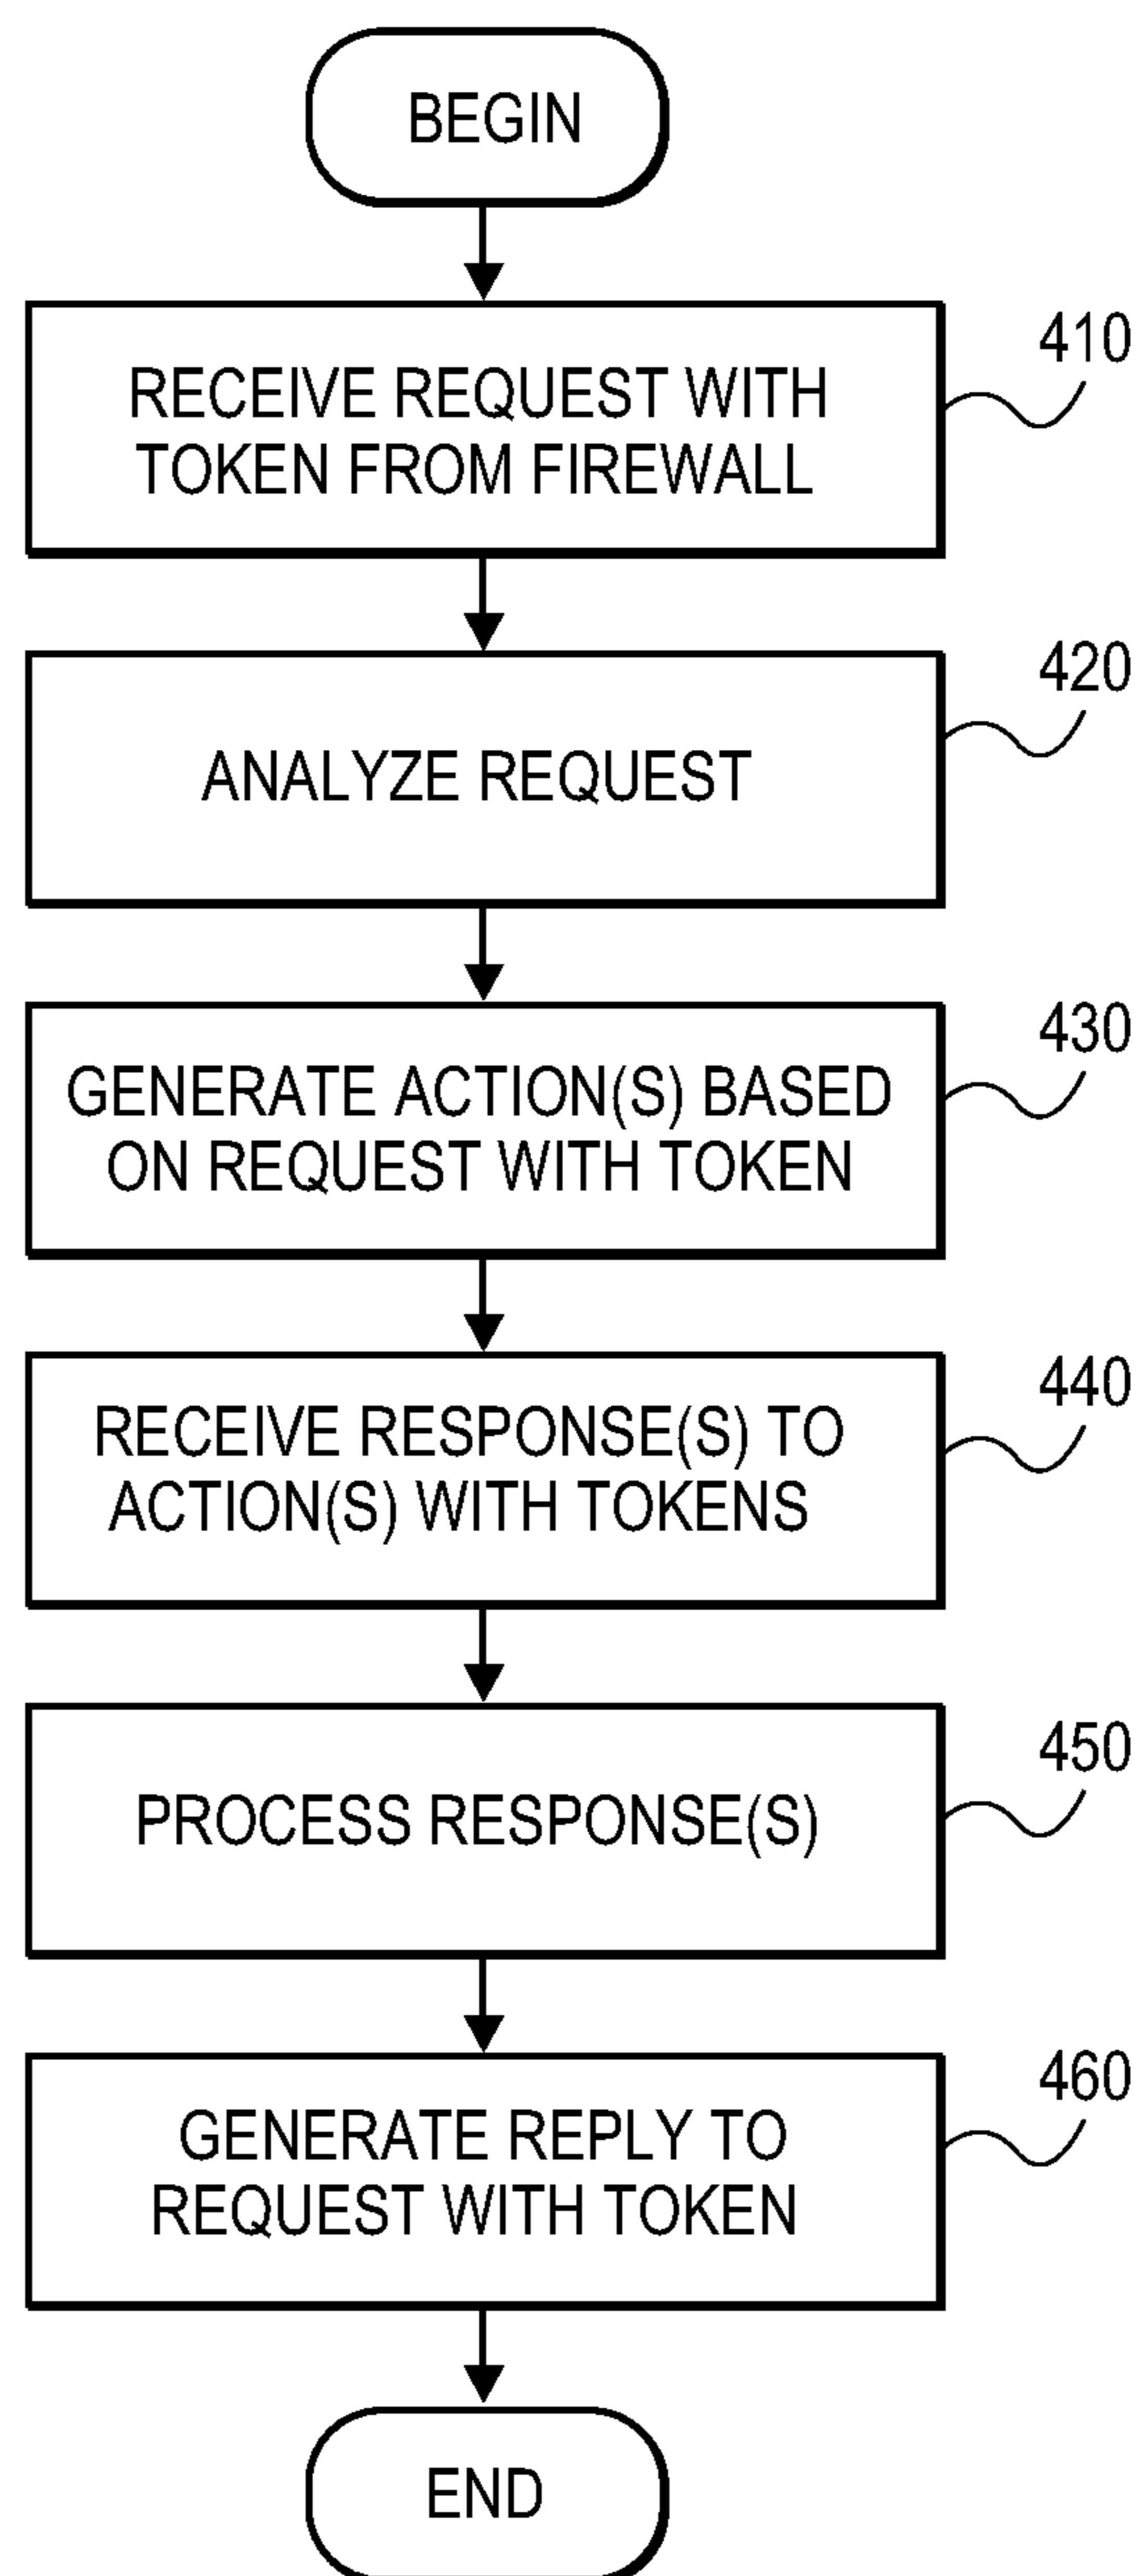 BEGIN
RECEIVE REQUEST WITH
TOKEN FROM FIREWALL
410
ANALYZE REQUEST
420
GENERATE ACTION(S) BASED
ON REQUEST WITH TOKEN
430
RECEIVE RESPONSE(S) TO
ACTION(S) WITH TOKENS
440
PROCESS RESPONSE(S)
450
GENERATE REPLY TO
REQUEST WITH TOKEN
460
END